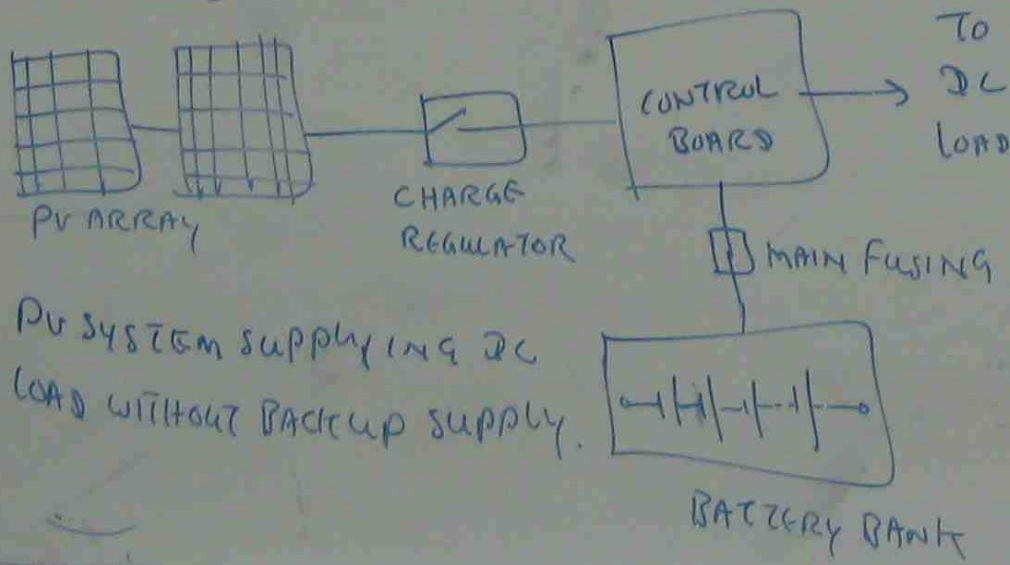 CONTROL
BOARD
TO
DC
LOAD
PV ARRAY
CHARGE
REGULATOR
MAIN FUSING
PV SYSTEM SUPPLYING DC
LOAD WITHOUT BACKUP SUPPLY.
BATTERY BANK